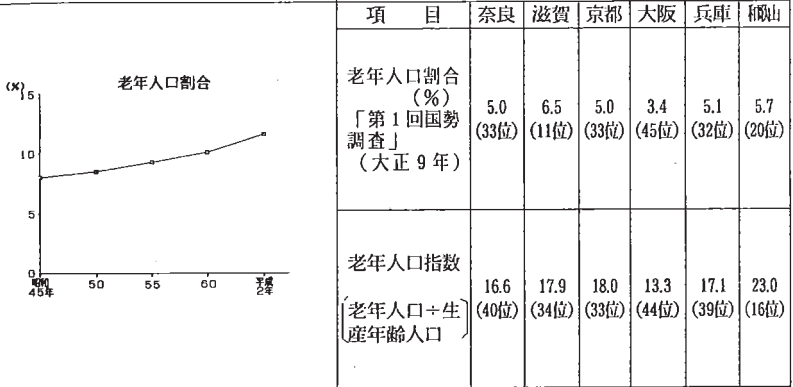 老年人口割合
(%)
15
10
5
0
昭和45年 50 55 60 平成2年
項 目 奈良 滋賀 京都 大阪 兵庫 和歌山
老年人口割合
(%)
「第1回国勢
調査」
(大正9年)
5.0 6.5 5.0 3.4 5.1 5.7
(33位) (11位) (33位) (45位) (32位) (20位)
老年人口指数
老年人口÷生
産年齢人口
16.6 17.9 18.0 13.3 17.1 23.0
(40位) (34位) (33位) (44位) (39位) (16位)